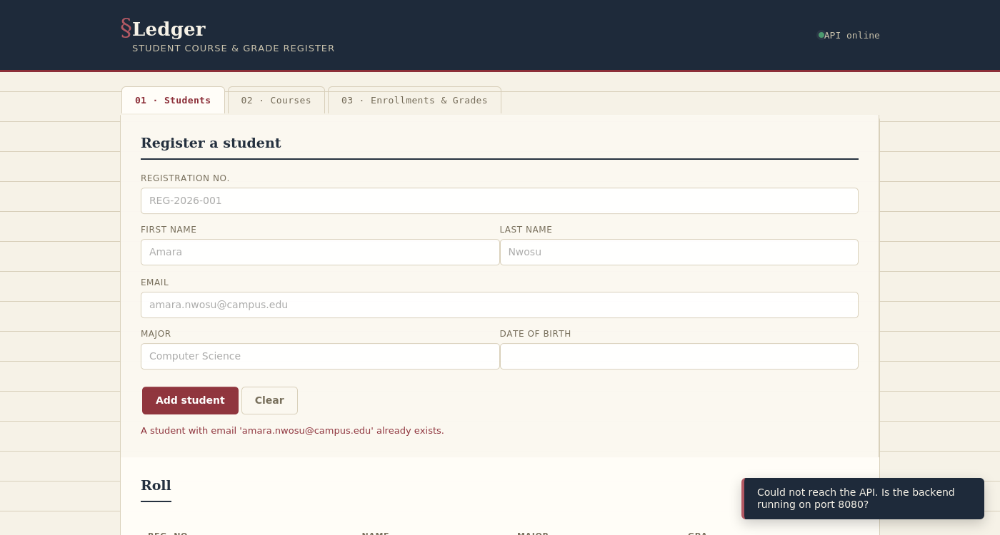 §Ledger
STUDENT COURSE & GRADE REGISTER
API online
01 · Students
02 · Courses
03 · Enrollments & Grades
Register a student
REGISTRATION NO.
REG-2026-001
FIRST NAME
LAST NAME
Amara
Nwosu
EMAIL
amara.nwosu@campus.edu
MAJOR
DATE OF BIRTH
Computer Science
Add student
Clear
A student with email 'amara.nwosu@campus.edu' already exists.
Roll
Could not reach the API. Is the backend
running on port 8080?
REG. NO.
NAME
MAJOR
GPA